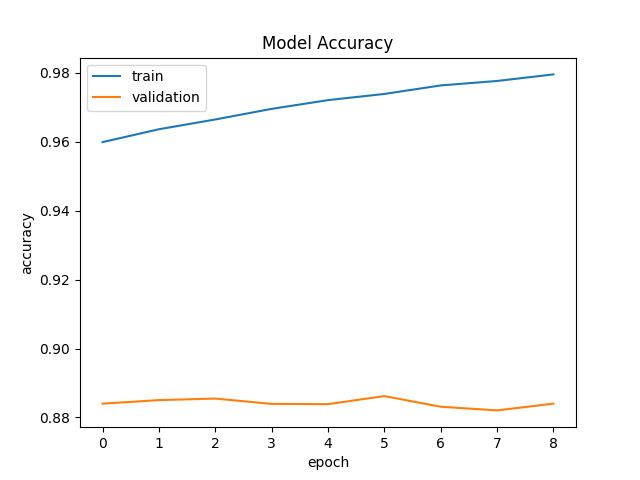 Model Accuracy
train
validation
0.98
0.96
0.94
0.92
0.90
0.88
accuracy
0 1 2 3 4 5 6 7 8
epoch